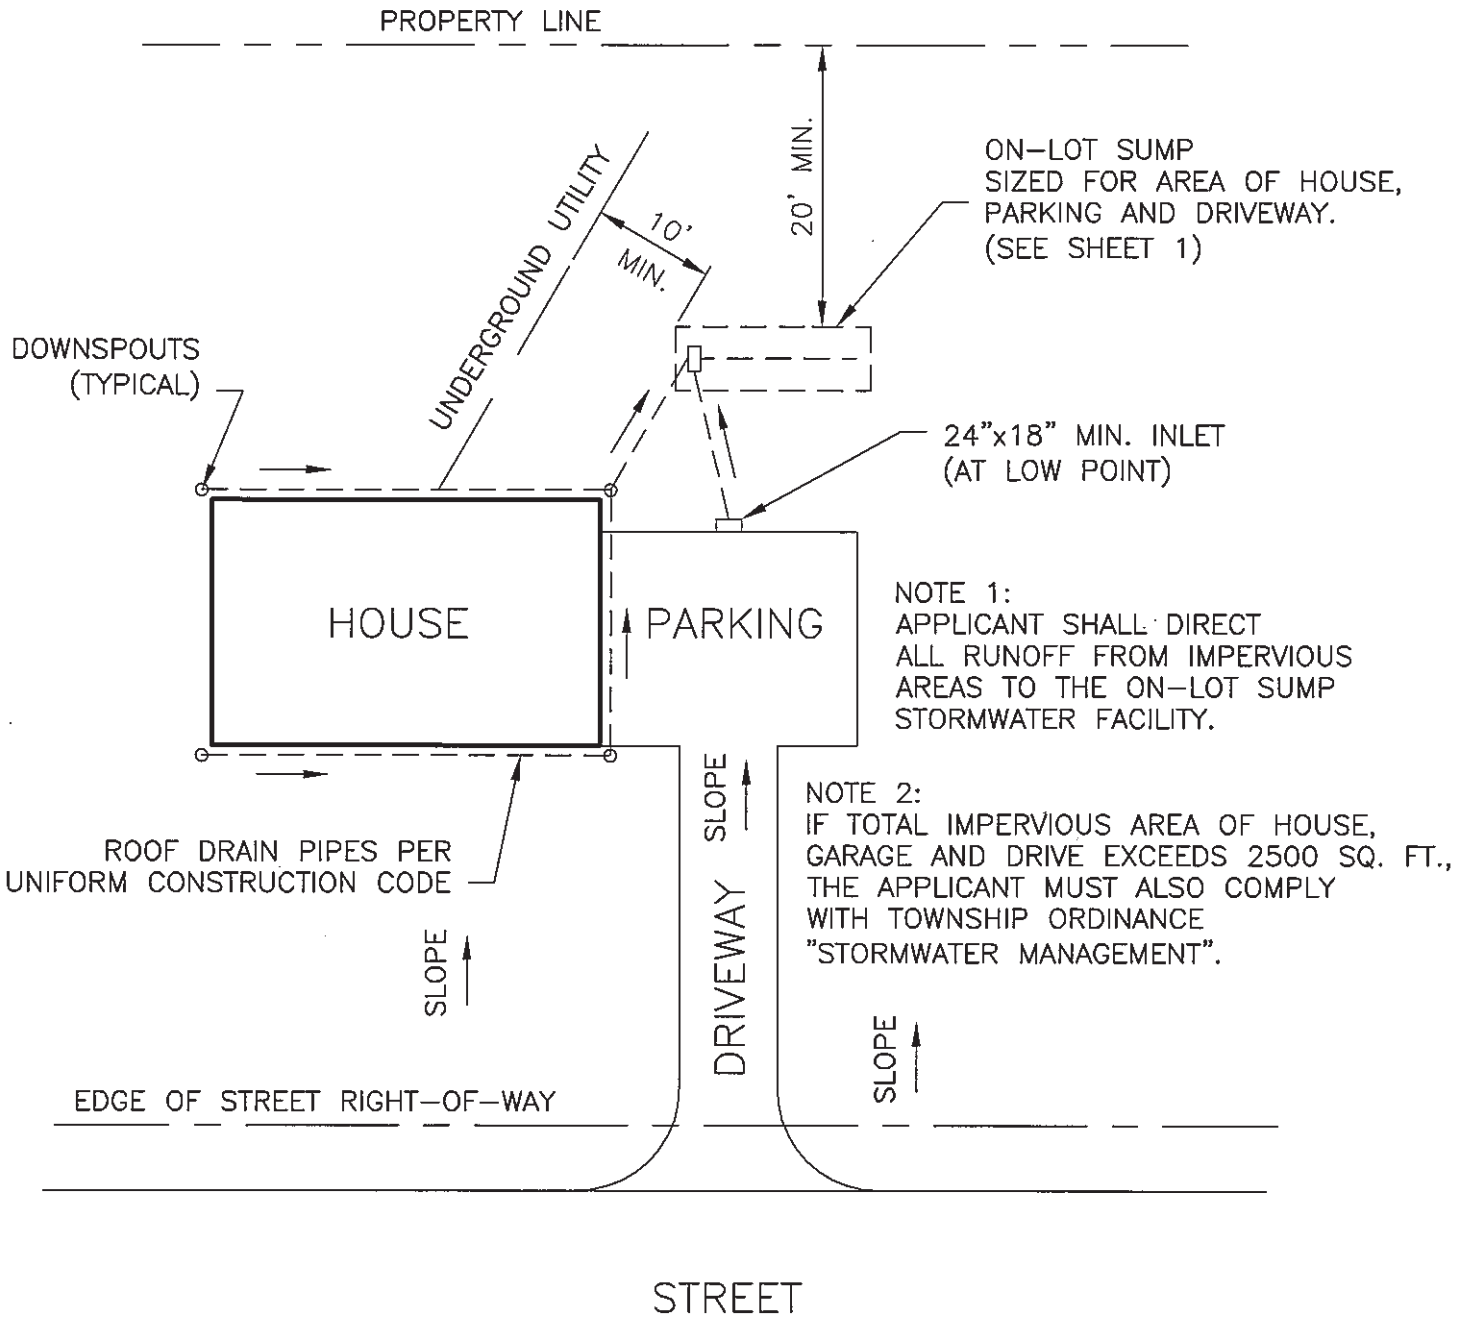 PROPERTY LINE
20' MIN.
ON-LOT SUMP
SIZED FOR AREA OF HOUSE,
PARKING AND DRIVEWAY.
(SEE SHEET 1)
UNDERGROUND UTILITY
10'
MIN.
DOWNSPOUTS
(TYPICAL)
24"x18" MIN. INLET
(AT LOW POINT)
HOUSE
PARKING
NOTE 1:
APPLICANT SHALL DIRECT
ALL RUNOFF FROM IMPERVIOUS
AREAS TO THE ON-LOT SUMP
STORMWATER FACILITY.
SLOPE
NOTE 2:
IF TOTAL IMPERVIOUS AREA OF HOUSE,
GARAGE AND DRIVE EXCEEDS 2500 SQ. FT.,
THE APPLICANT MUST ALSO COMPLY
WITH TOWNSHIP ORDINANCE
"STORMWATER MANAGEMENT".
ROOF DRAIN PIPES PER
UNIFORM CONSTRUCTION CODE
SLOPE
DRIVEWAY
SLOPE
EDGE OF STREET RIGHT-OF-WAY
STREET